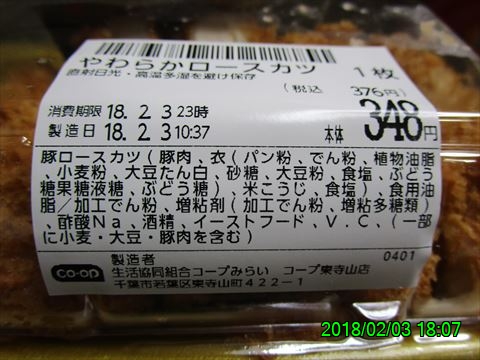 やわらかロースカツ 1枚
直射日光・高温多湿を避け保存
(税込 376円)
消費期限 18.2.3 23時
製造日 18.2.3 10:37
本体 348円
豚ロースカツ(豚肉、衣(パン粉、でん粉、植物油脂
、小麦粉、大豆たん白、砂糖、大豆粉、食塩、ぶどう
糖果糖液糖、ぶどう糖)、米こうじ、食塩)、食用油
脂/加工でん粉、増粘剤(加工でん粉、増粘多糖類)
、酢酸Na、酒精、イーストフード、V.C、(一部
に小麦・大豆・豚肉を含む)
製造者 0401
co-op
生活協同組合コープみらい コープ東寺山店
千葉市若葉区東寺山町422-1
2018/02/03 18:07